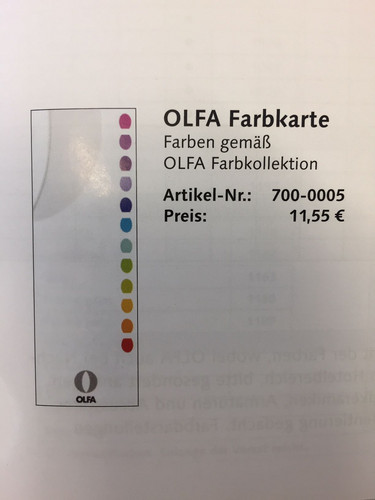 OLFA Farbkarte
Farben gemäß
OLFA Farbkollektion
Artikel-Nr.: 700-0005
Preis: 11,55 €
OLFA